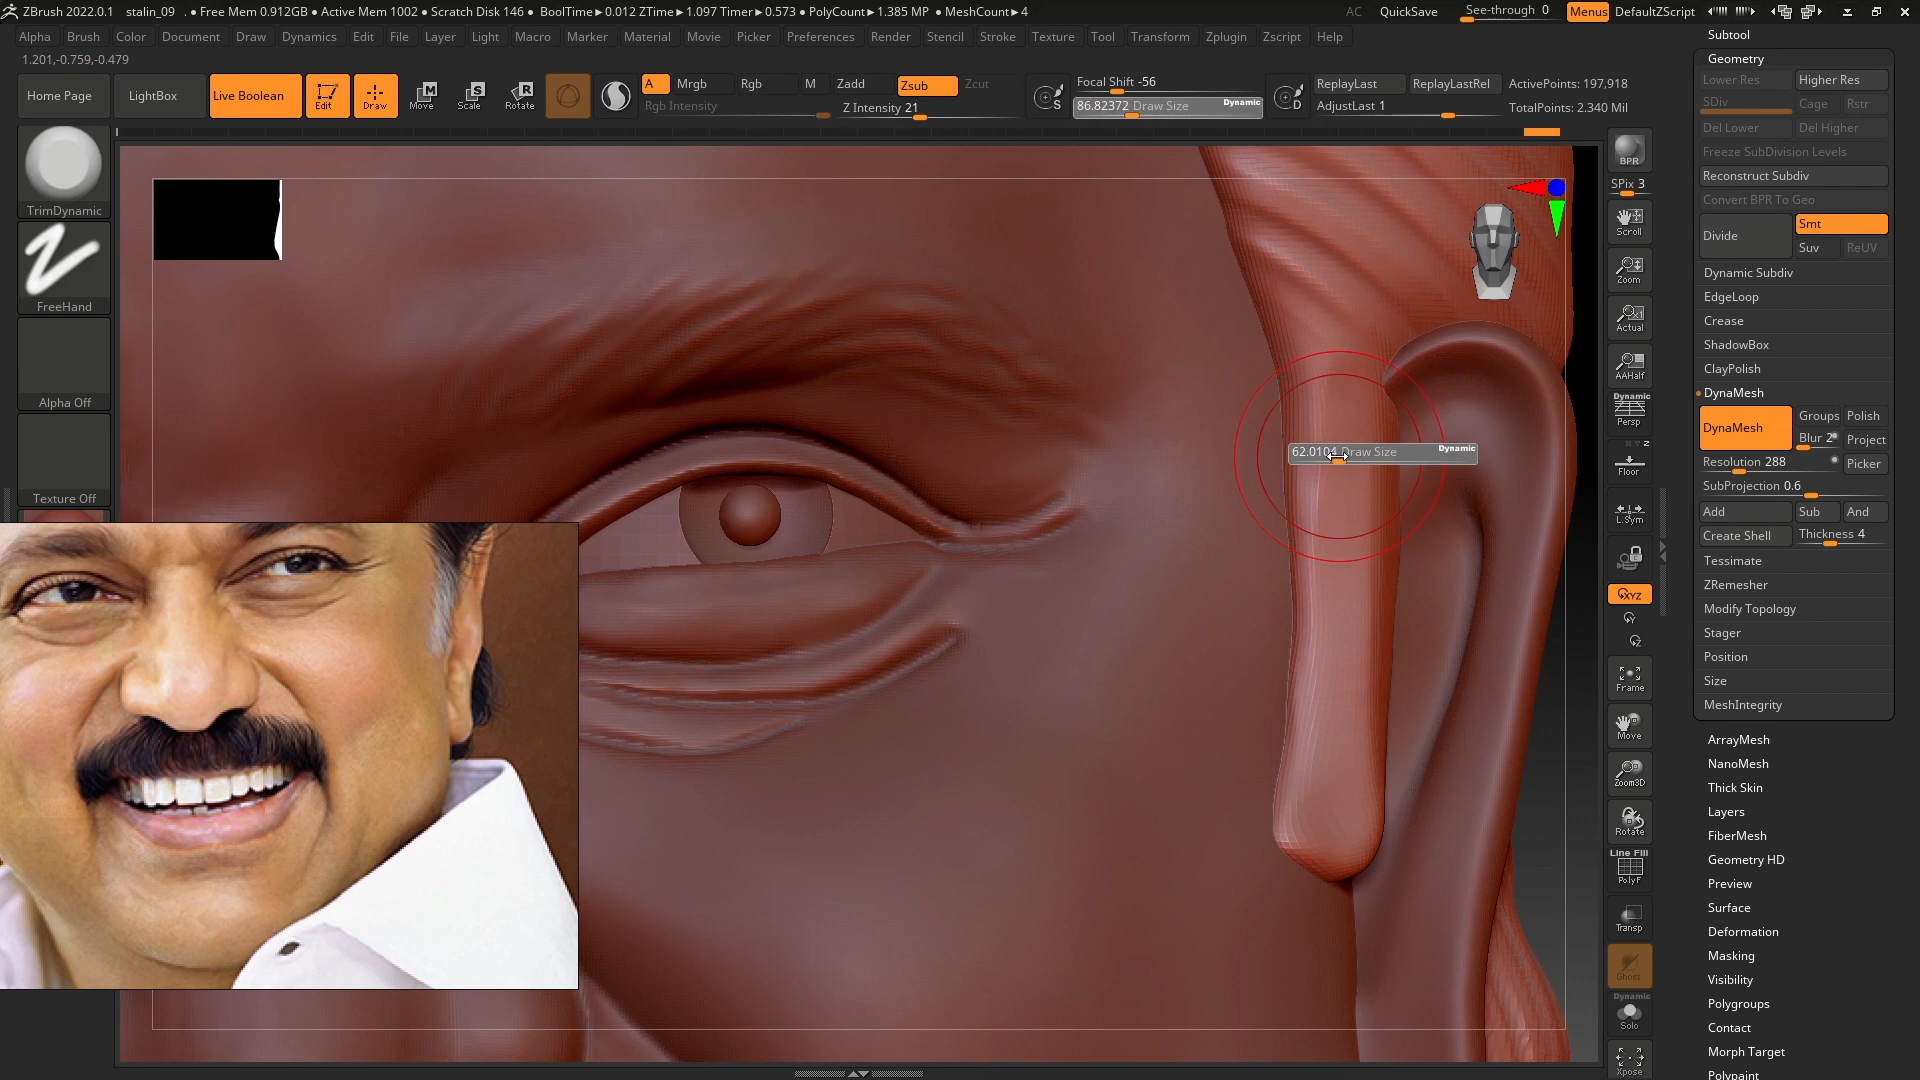 ZBrush 2022.0.1 stalin_09 . ● Free Mem 0.912GB ● Active Mem 1002 ● Scratch Disk 146 ● BoolTime▶0.012 ZTime▶1.097 Timer▶0.573 ● PolyCount▶1.385 MP ● MeshCount▶4 AC QuickSave See-through 0 Menus DefaultZScript
Alpha Brush Color Document Draw Dynamics Edit File Layer Light Macro Marker Material Movie Picker Preferences Render Stencil Stroke Texture Tool Transform Zplugin Zscript Help
1.201,-0.759,-0.479
Home Page LightBox Live Boolean Edit Draw Move Scale Rotate
A Mrgb Rgb M Zadd Zsub Zcut
Rgb Intensity Z Intensity 21
S Focal Shift -56
86.82372 Draw Size Dynamic
D ReplayLast ReplayLastRel ActivePoints: 197,918
AdjustLast 1 TotalPoints: 2.340 Mil
TrimDynamic
FreeHand
Alpha Off
Texture Off
62.0104 Draw Size Dynamic
BPR
SPix 3
Scroll
Zoom
Actual
AAHalf
Dynamic
Persp
Floor
L.Sym
XYZ
Y
Z
Frame
Move
Zoom3D
Rotate
Line Fill
PolyF
Transp
Ghost
Dynamic
Solo
Xpose
Subtool
Geometry
Lower Res Higher Res
SDiv Cage Rstr
Del Lower Del Higher
Freeze SubDivision Levels
Reconstruct Subdiv
Convert BPR To Geo
Divide Smt
Suv ReUV
Dynamic Subdiv
EdgeLoop
Crease
ShadowBox
ClayPolish
DynaMesh
DynaMesh Groups Polish
Blur 2 Project
Resolution 288 Picker
SubProjection 0.6
Add Sub And
Create Shell Thickness 4
Tessimate
ZRemesher
Modify Topology
Stager
Position
Size
MeshIntegrity
ArrayMesh
NanoMesh
Thick Skin
Layers
FiberMesh
Geometry HD
Preview
Surface
Deformation
Masking
Visibility
Polygroups
Contact
Morph Target
Polypaint